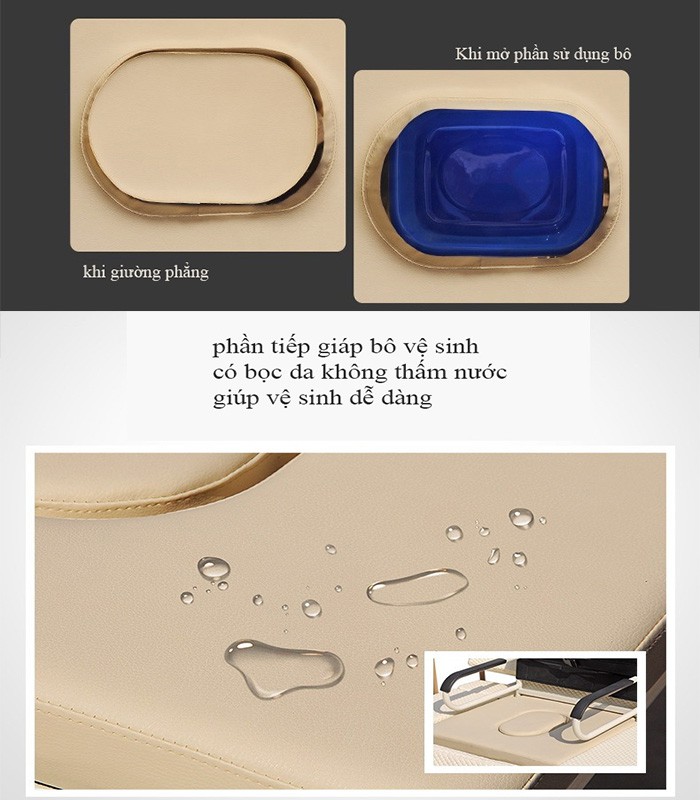 Khi mở phần sử dụng bô
khi giường phẳng
phần tiếp giáp bô vệ sinh
có bọc da không thấm nước
giúp vệ sinh dễ dàng